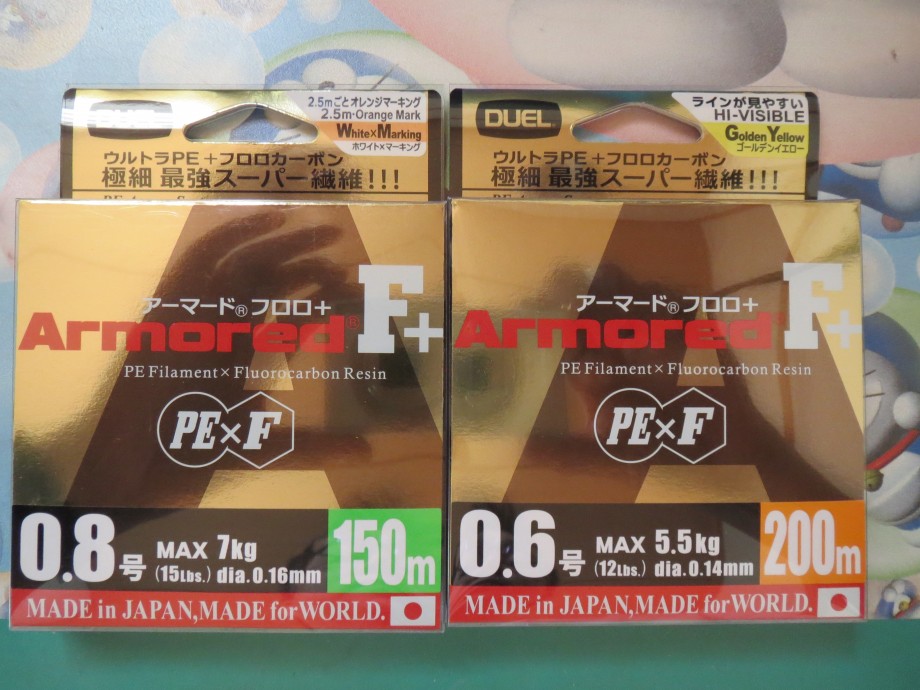 DUEL
2.5mごとオレンジマーキング
2.5m·Orange Mark
White×Marking
ホワイト×マーキング
ウルトラPE+フロロカーボン
極細 最強スーパー繊維!!!
アーマード®フロロ+
Armored® F+
PE Filament × Fluorocarbon Resin
PE×F
0.8号 MAX 7kg
(15Lbs.) dia.0.16mm
150m
MADE in JAPAN,MADE for WORLD.
DUEL
ラインが見やすい
HI-VISIBLE
Golden Yellow
ゴールデンイエロー
ウルトラPE+フロロカーボン
極細 最強スーパー繊維!!!
アーマード®フロロ+
Armored F+
PE Filament × Fluorocarbon Resin
PE×F
0.6号 MAX 5.5kg
(12Lbs.) dia.0.14mm
200m
MADE in JAPAN,MADE for WORLD.